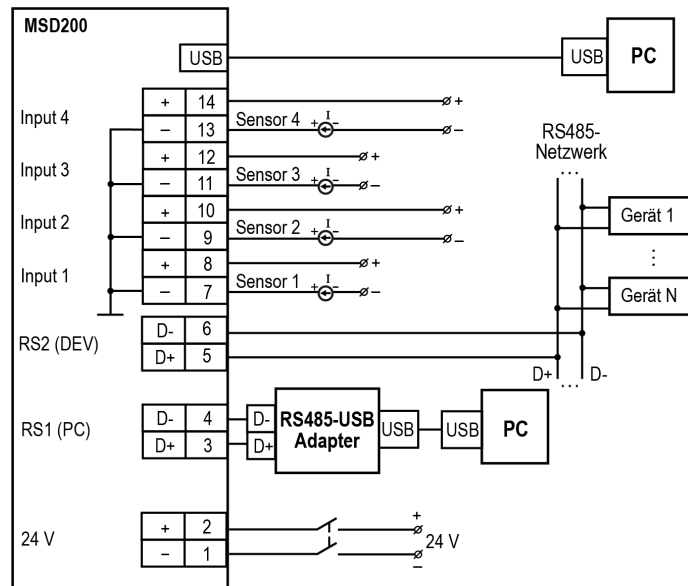 MSD200
USB
USB PC
Input 4
+ 14 +
− 13 Sensor 4 + I − −
Input 3
+ 12 +
− 11 Sensor 3 + I − −
Input 2
+ 10 +
− 9 Sensor 2 + I − −
Input 1
+ 8 +
− 7 Sensor 1 + I − −
RS485-
Netzwerk
...
Gerät 1
...
Gerät N
D+ ... D-
RS2 (DEV)
D- 6
D+ 5
RS1 (PC)
D- 4 D-
D+ 3 D+
RS485-USB
Adapter
USB USB PC
24 V
+ 2 +
− 1 −
24 V